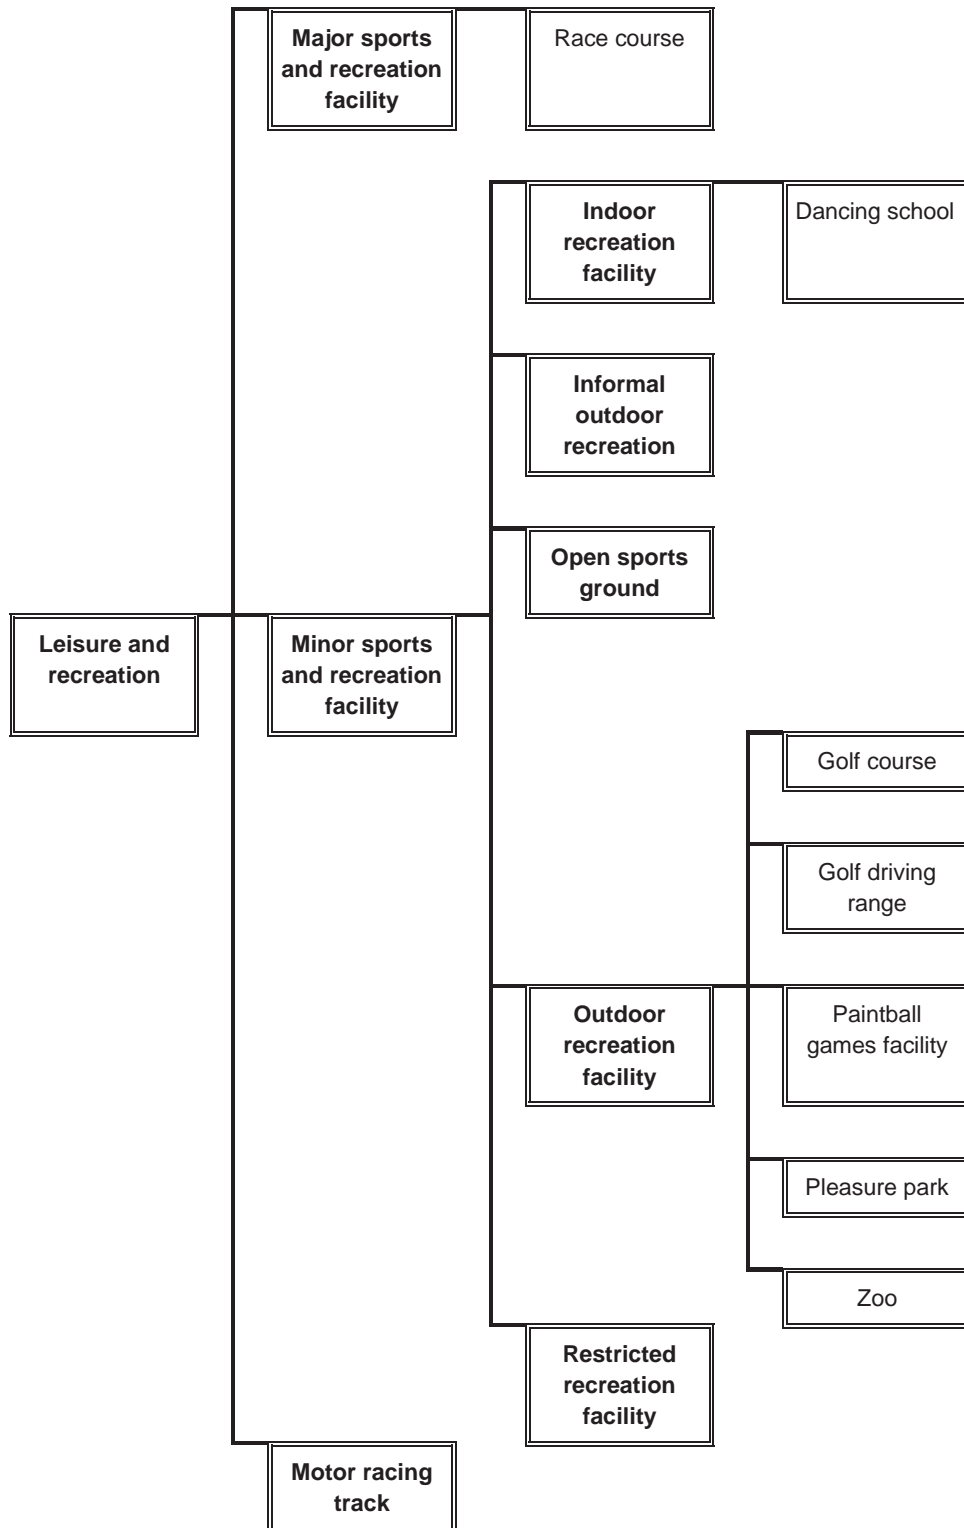 Major sports
and recreation
facility
Race course
Indoor
recreation
facility
Dancing school
Informal
outdoor
recreation
Open sports
ground
Leisure and
recreation
Minor sports
and recreation
facility
Golf course
Golf driving
range
Outdoor
recreation
facility
Paintball
games facility
Pleasure park
Zoo
Restricted
recreation
facility
Motor racing
track